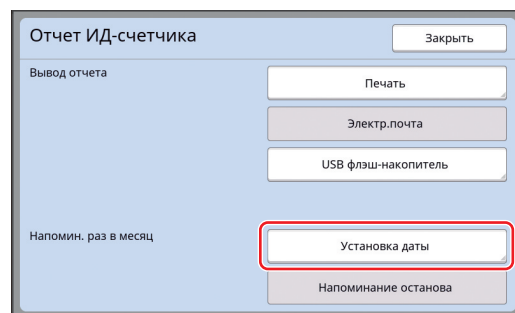 Отчет ИД-счетчика
Закрыть
Вывод отчета
Печать
Электр.почта
USB флэш-накопитель
Напомин. раз в месяц
Установка даты
Напоминание останова